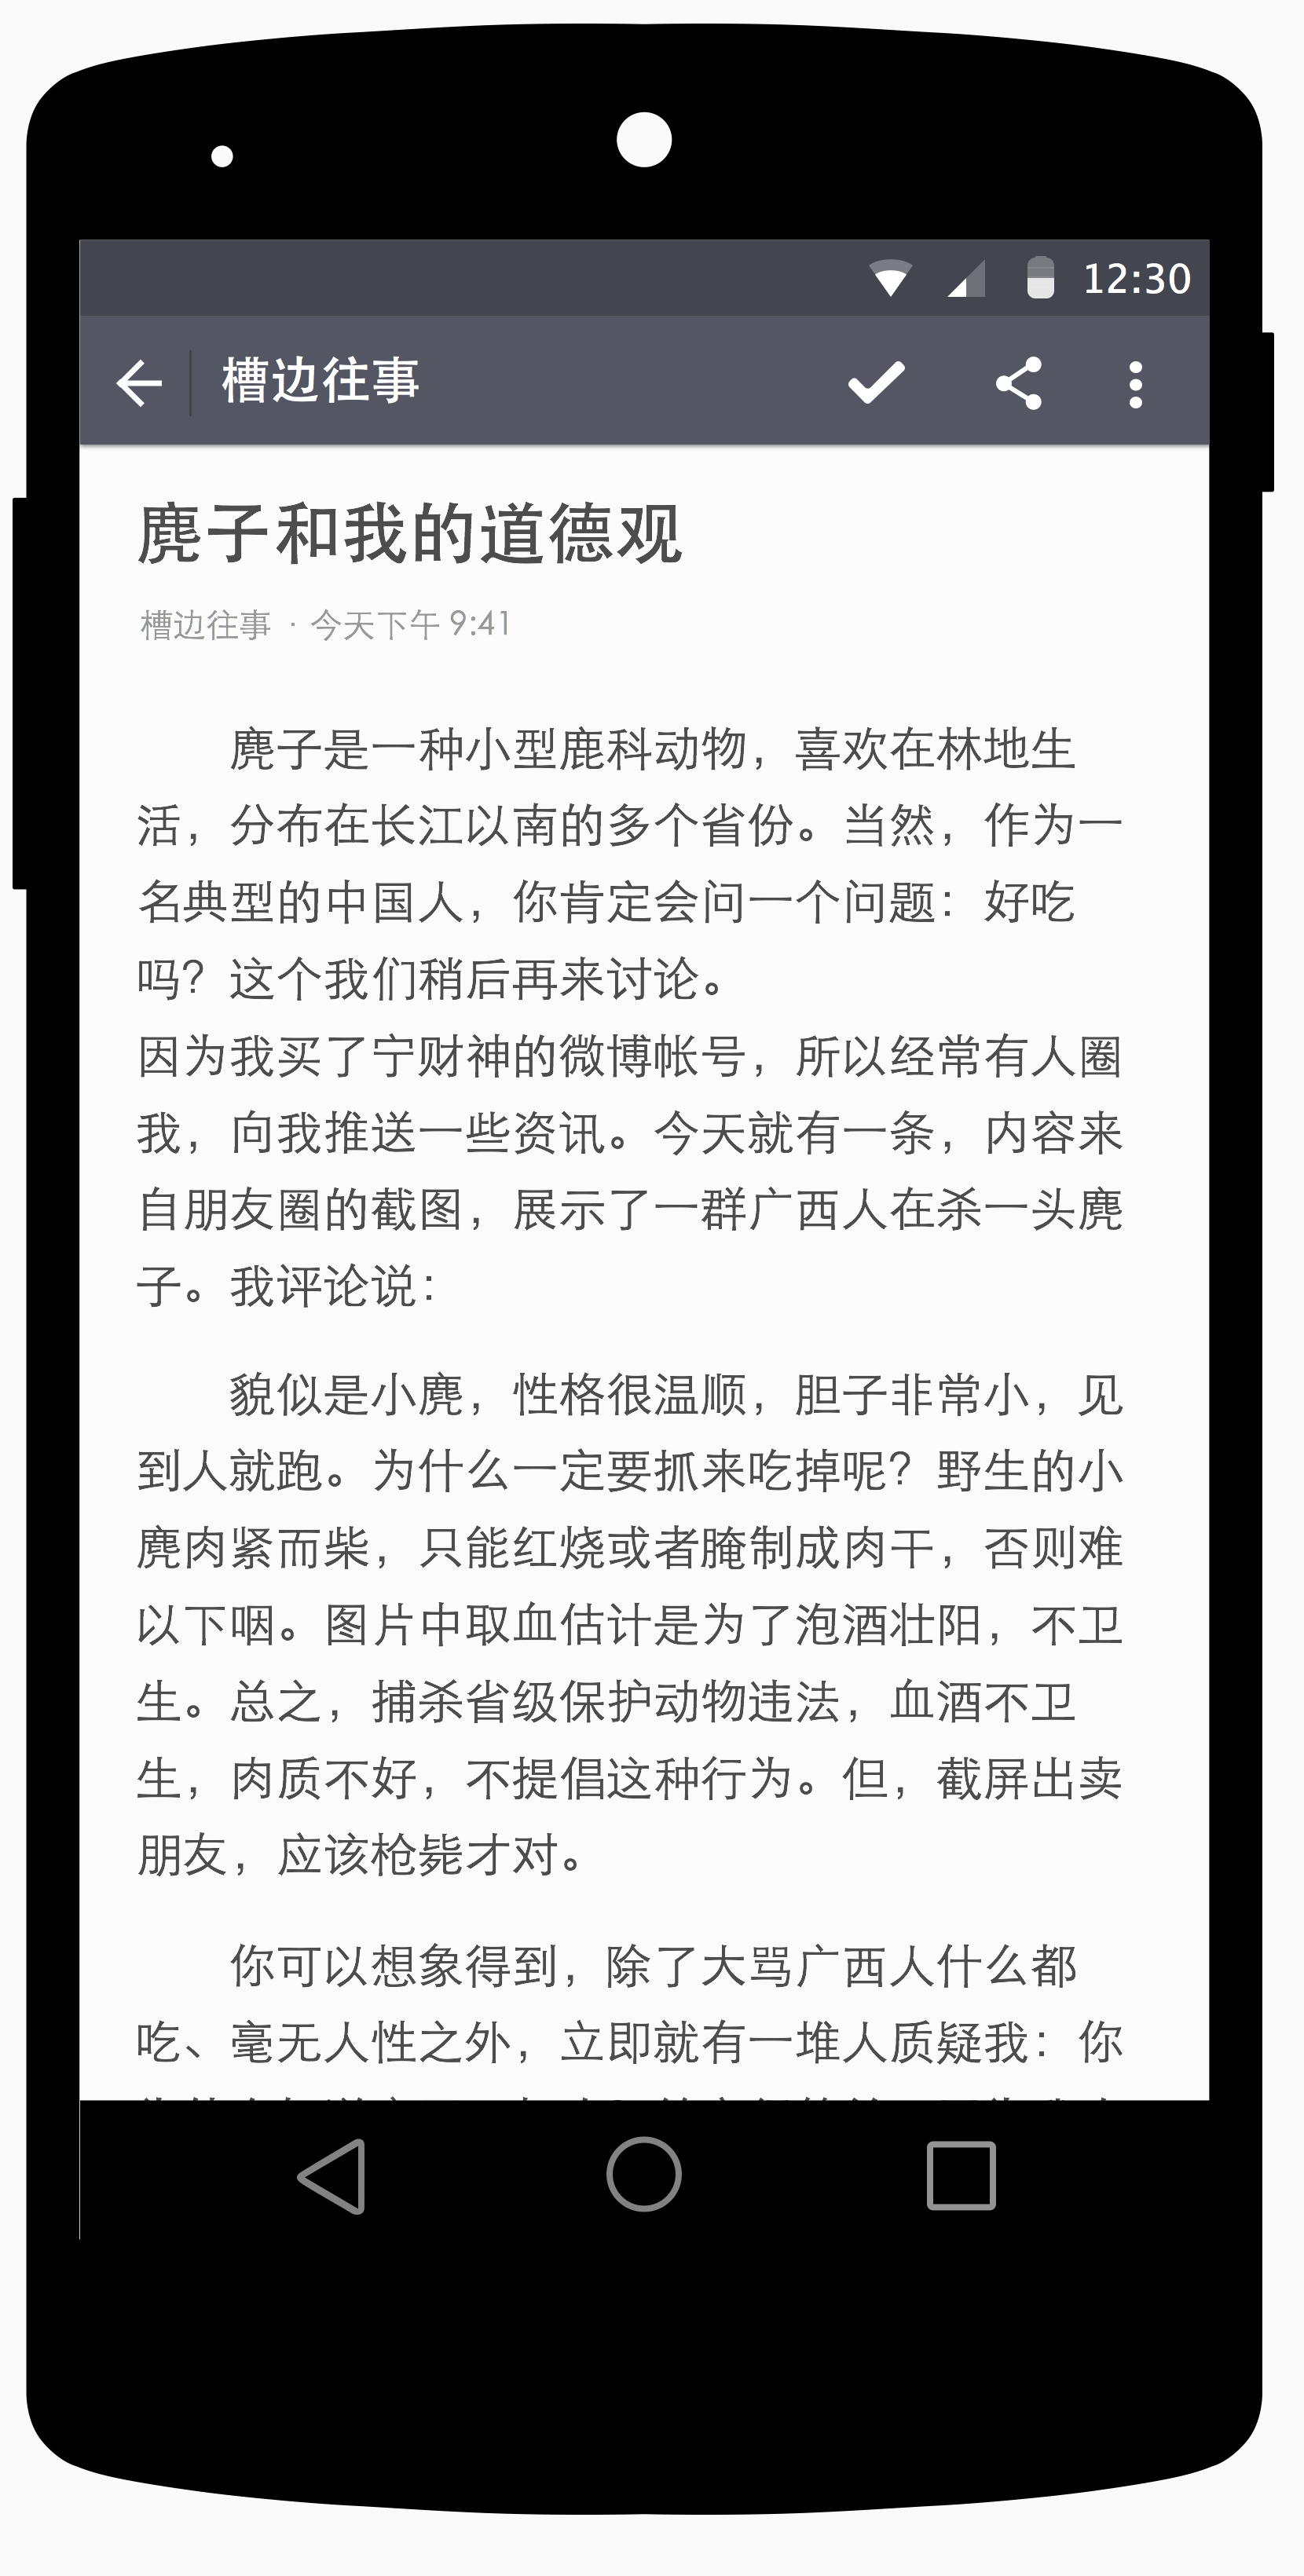 12:30
槽边往事
麂子和我的道德观
槽边往事 · 今天下午 9:41
麂子是一种小型鹿科动物，喜欢在林地生
活，分布在长江以南的多个省份。当然，作为一
名典型的中国人，你肯定会问一个问题：好吃
吗？这个我们稍后再来讨论。
因为我买了宁财神的微博帐号，所以经常有人圈
我，向我推送一些资讯。今天就有一条，内容来
自朋友圈的截图，展示了一群广西人在杀一头麂
子。我评论说：
貌似是小麂，性格很温顺，胆子非常小，见
到人就跑。为什么一定要抓来吃掉呢？野生的小
麂肉紧而柴，只能红烧或者腌制成肉干，否则难
以下咽。图片中取血估计是为了泡酒壮阳，不卫
生。总之，捕杀省级保护动物违法，血酒不卫
生，肉质不好，不提倡这种行为。但，截屏出卖
朋友，应该枪毙才对。
你可以想象得到，除了大骂广西人什么都
吃、毫无人性之外，立即就有一堆人质疑我：你